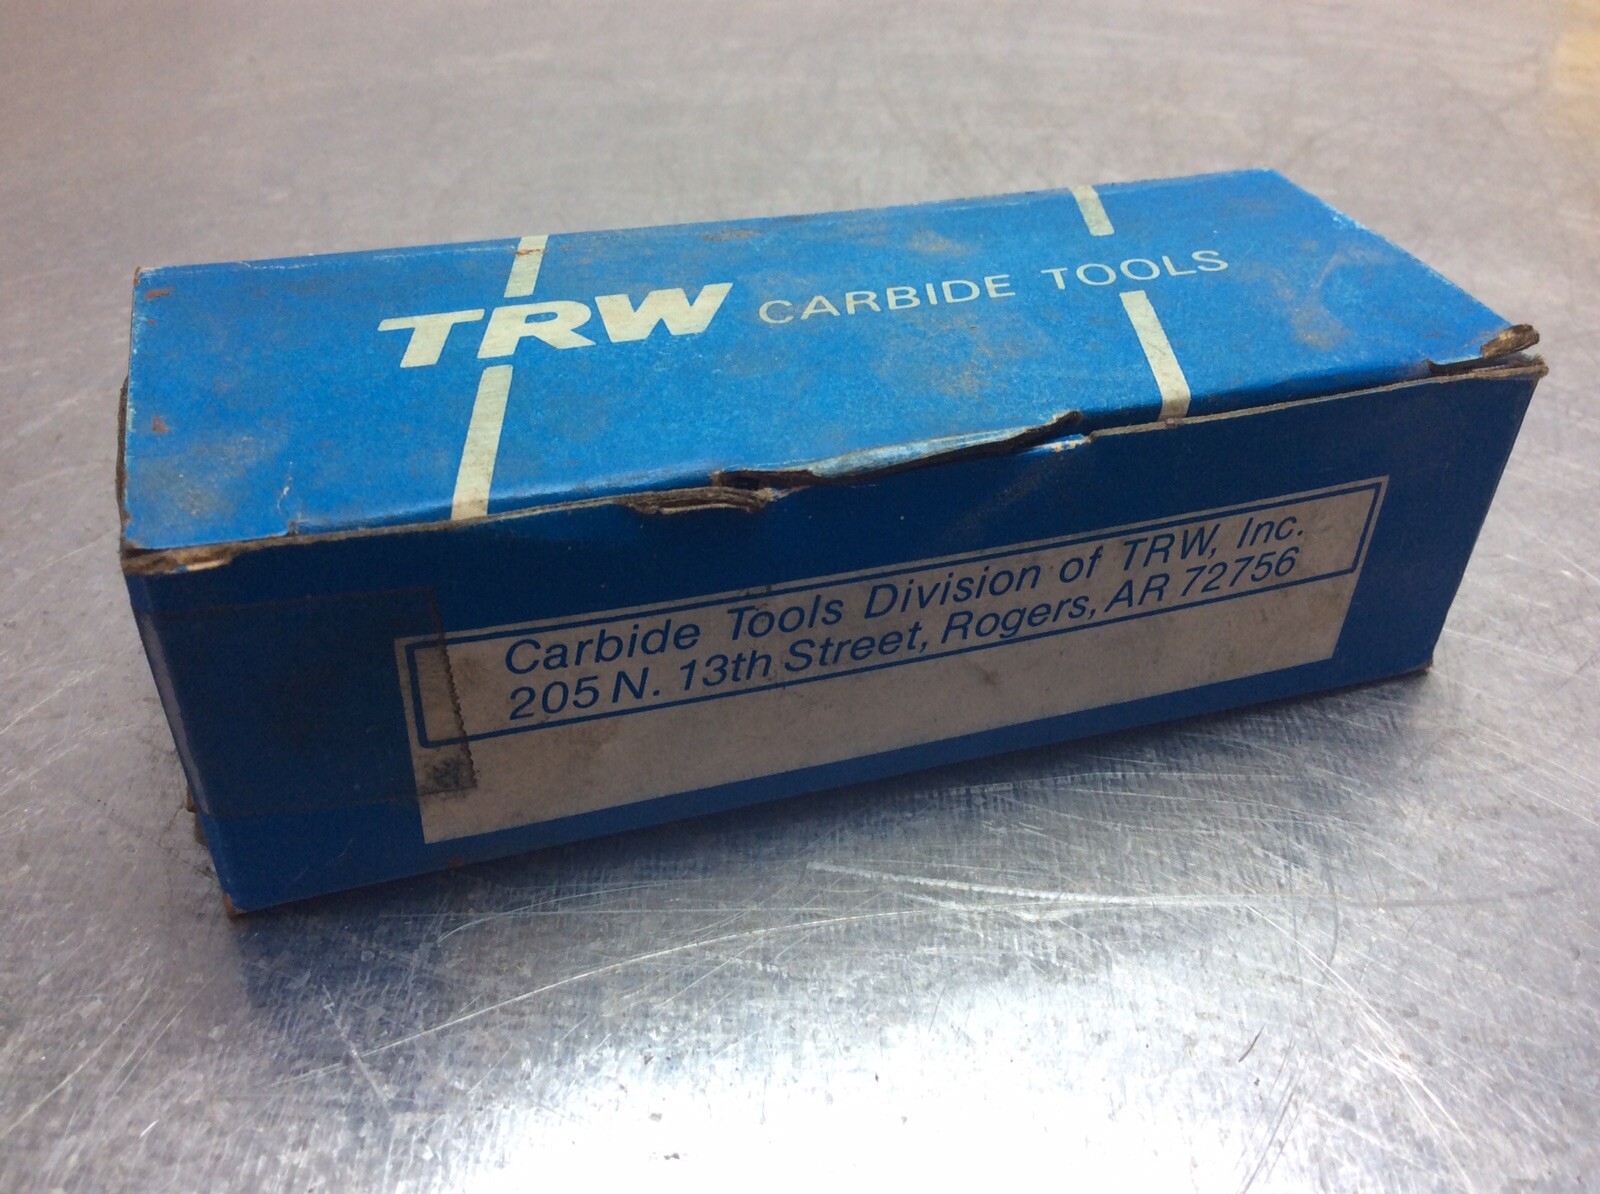 TRW CARBIDE TOOLS
Carbide Tools Division of TRW, Inc.
205 N. 13th Street, Rogers, AR 72756